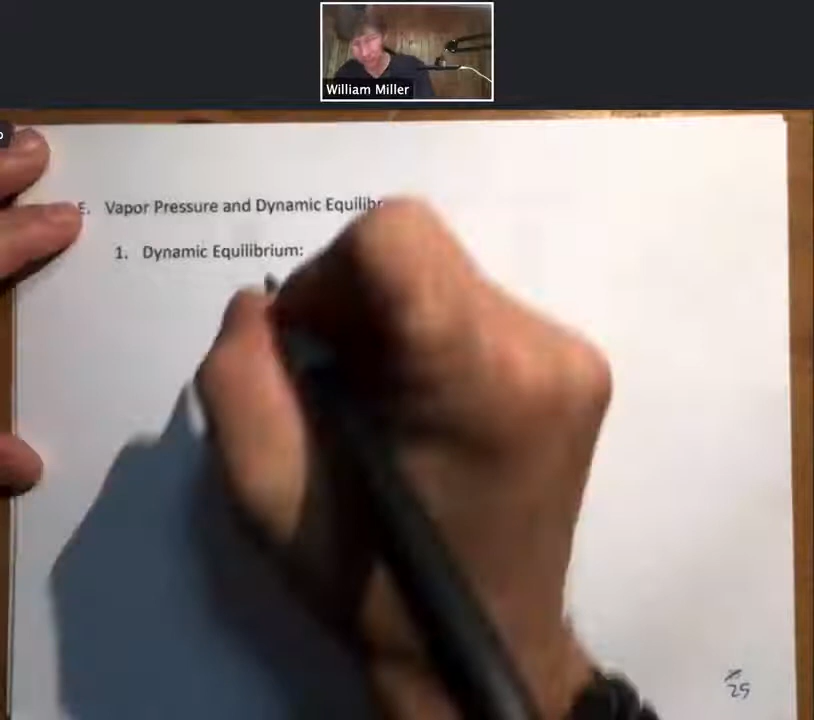 William Miller
E. Vapor Pressure and Dynamic Equilibr
1. Dynamic Equilibrium:
25